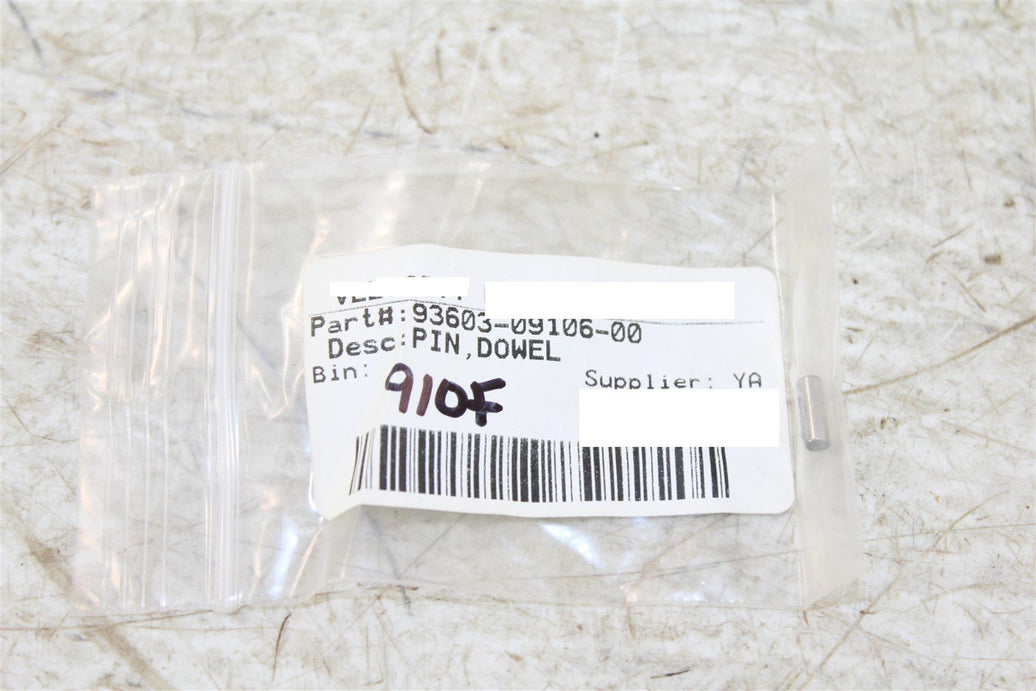 Part#:93603-09106-00
Desc:PIN,DOWEL
Bin: 910F
Supplier: YA